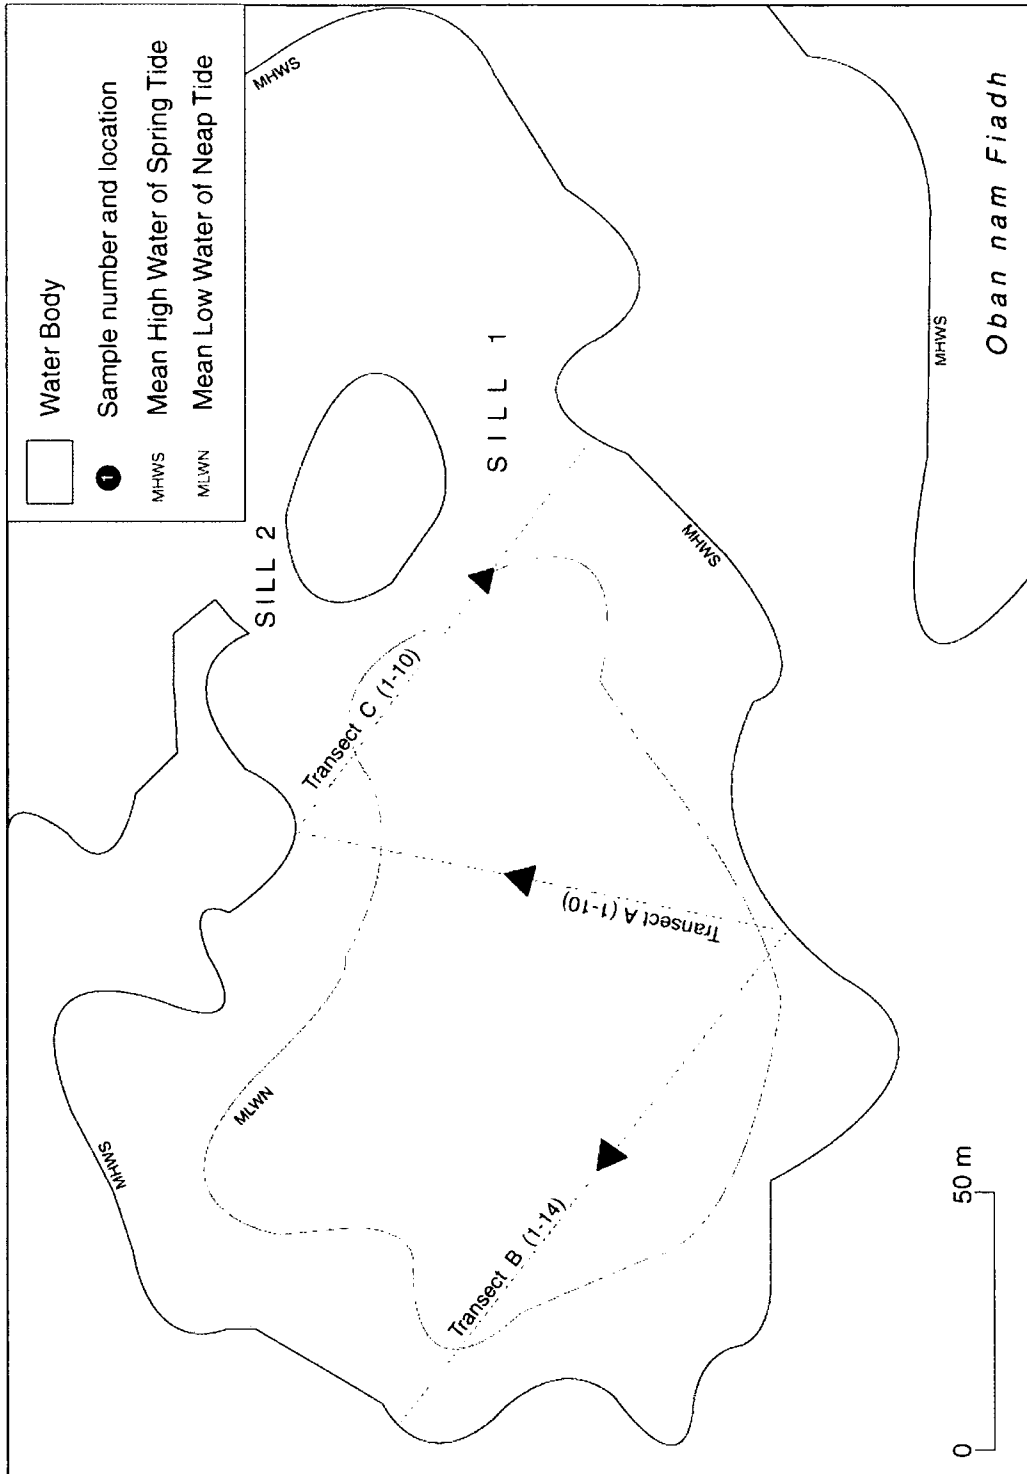 Water Body
1 Sample number and location
MHWS Mean High Water of Spring Tide
MLWN Mean Low Water of Neap Tide
MHWS
SILL 2
SILL 1
MHWS
MLWN
Transect C (1-10)
Transect A (1-10)
Transect B (1-14)
MHWS
MHWS
Oban nam Fiadh
0 50 m